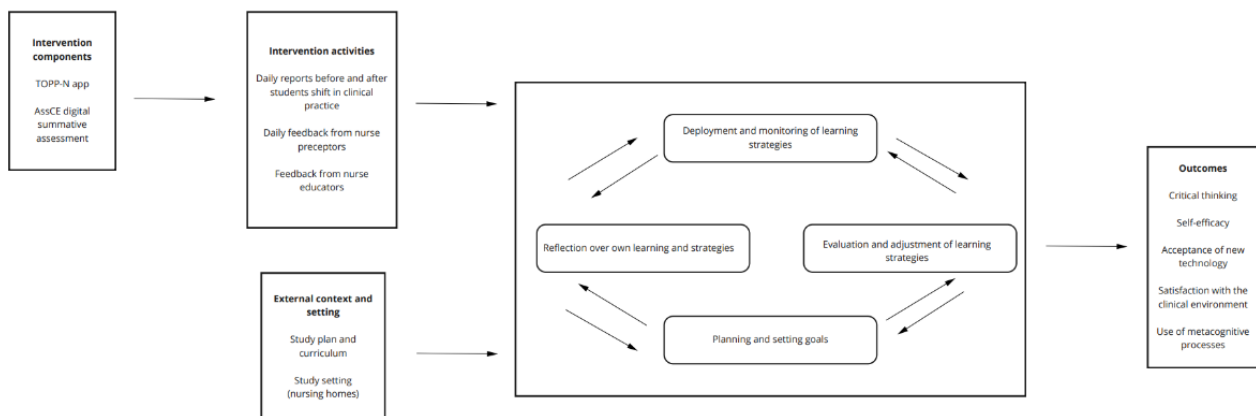 Intervention
components
TOPP-N app
AssCE digital
summative
assessment
Intervention activities
Daily reports before and after
students shift in clinical
practice
Daily feedback from nurse
preceptors
Feedback from nurse
educators
External context and
setting
Study plan and
curriculum
Study setting
(nursing homes)
Deployment and monitoring of learning
strategies
Reflection over own learning and strategies
Evaluation and adjustment of learning
strategies
Planning and setting goals
Outcomes
Critical thinking
Self-efficacy
Acceptance of new
technology
Satisfaction with the
clinical environment
Use of metacognitive
processes